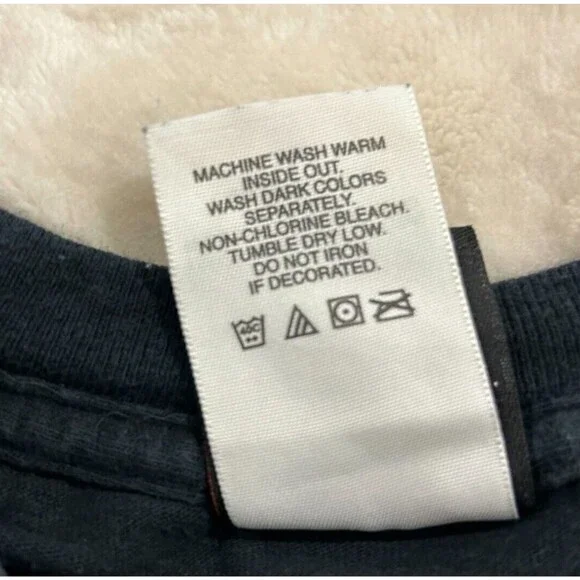 MACHINE WASH WARM
INSIDE OUT.
WASH DARK COLORS
SEPARATELY.
NON-CHLORINE BLEACH.
TUMBLE DRY LOW.
DO NOT IRON
IF DECORATED.
40C